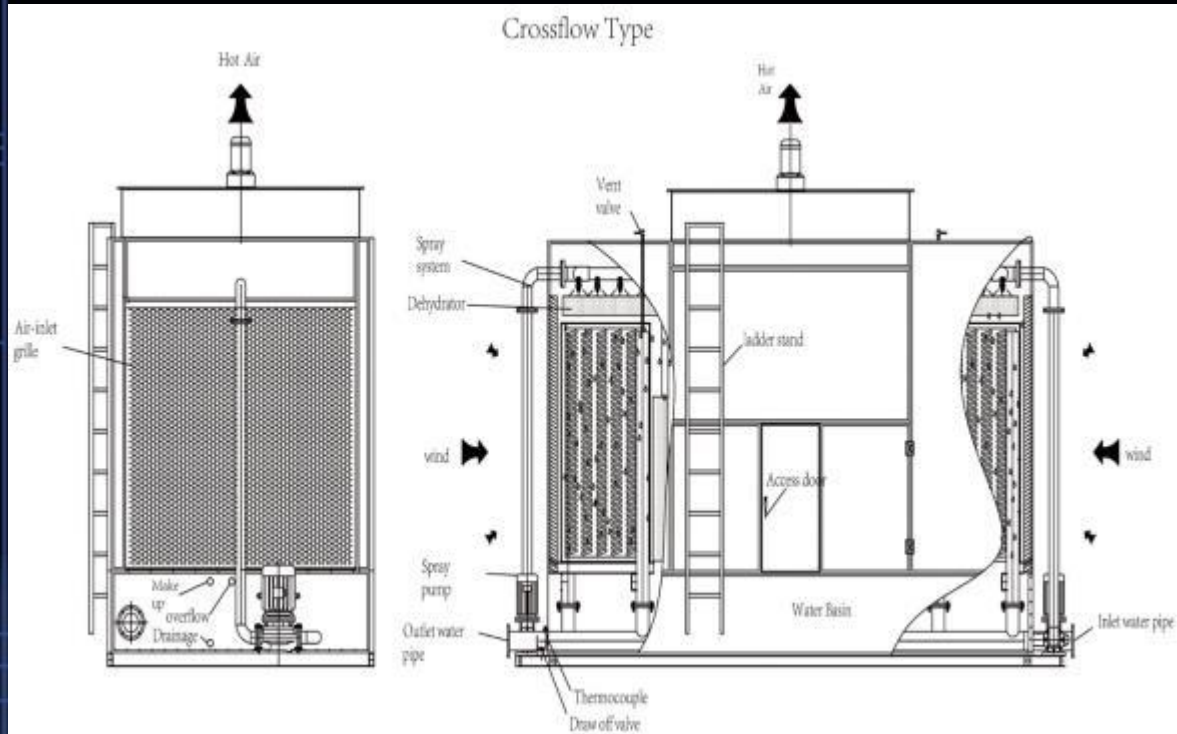 Crossflow Type
Hot Air
Air-inlet
grille
Make
up
overflow
Drainage
Hot
Air
Vent
valve
Spray
system
Dehydrator
ladder stand
wind
wind
Access door
Spray
pump
Water Basin
Outlet water
pipe
Inlet water pipe
Thermocouple
Draw off valve